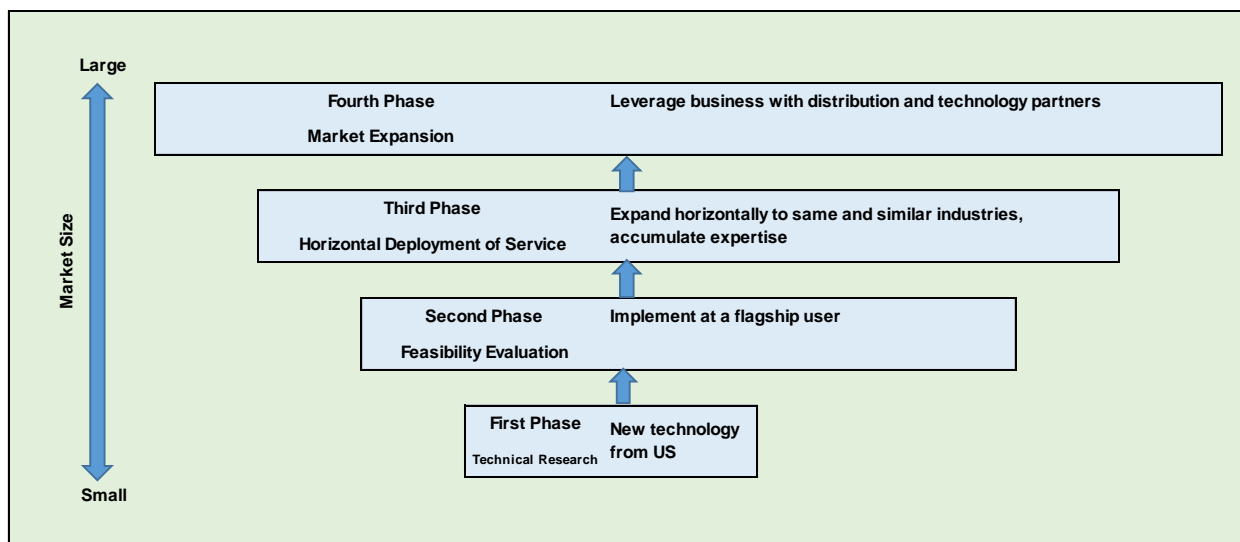 Large
Fourth Phase
Market Expansion
Leverage business with distribution and technology partners
Third Phase
Horizontal Deployment of Service
Expand horizontally to same and similar industries,
accumulate expertise
Market Size
Second Phase
Feasibility Evaluation
Implement at a flagship user
First Phase
Technical Research
New technology
from US
Small